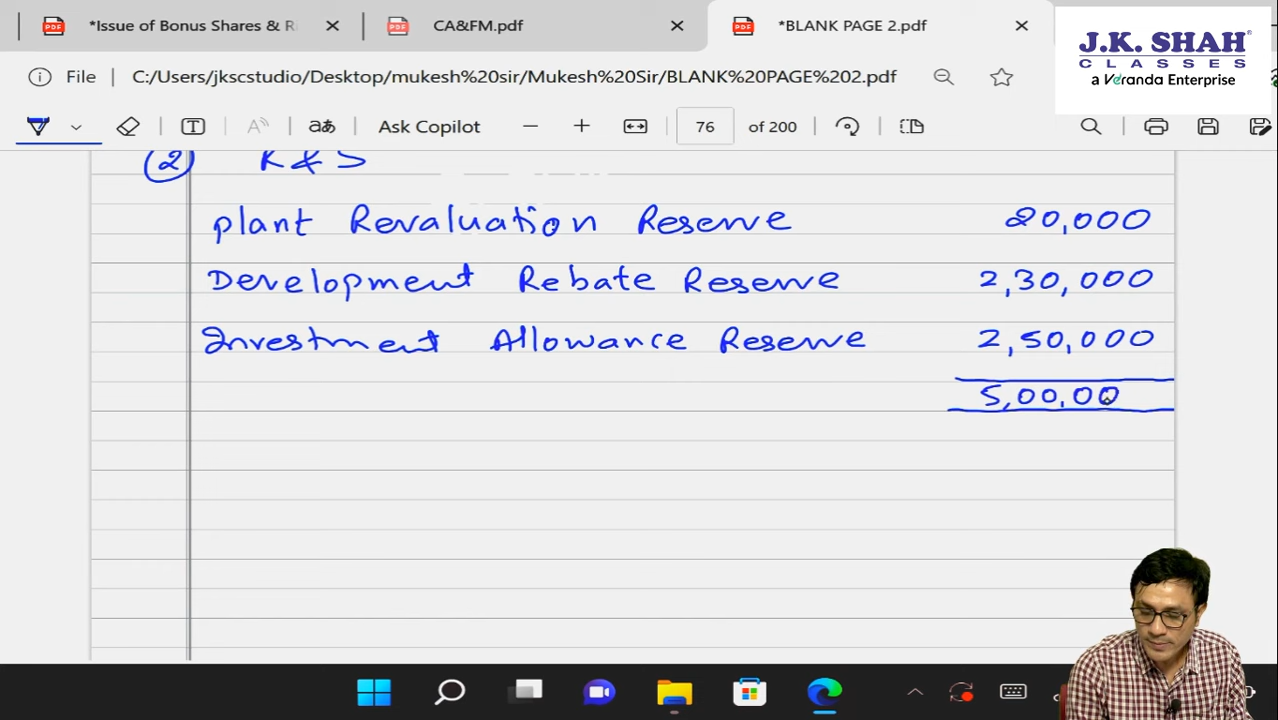 *Issue of Bonus Shares & Ri
CA&FM.pdf
*BLANK PAGE 2.pdf
J.K. SHAH®
CLASSES
a Veranda Enterprise
File C:/Users/jkscstudio/Desktop/mukesh%20sir/Mukesh%20Sir/BLANK%20PAGE%202.pdf
Ask Copilot 76 of 200
2 R & S
plant Revaluation Reserve 20,000
Development Rebate Reserve 2,30,000
Investment Allowance Reserve 2,50,000
5,00,00